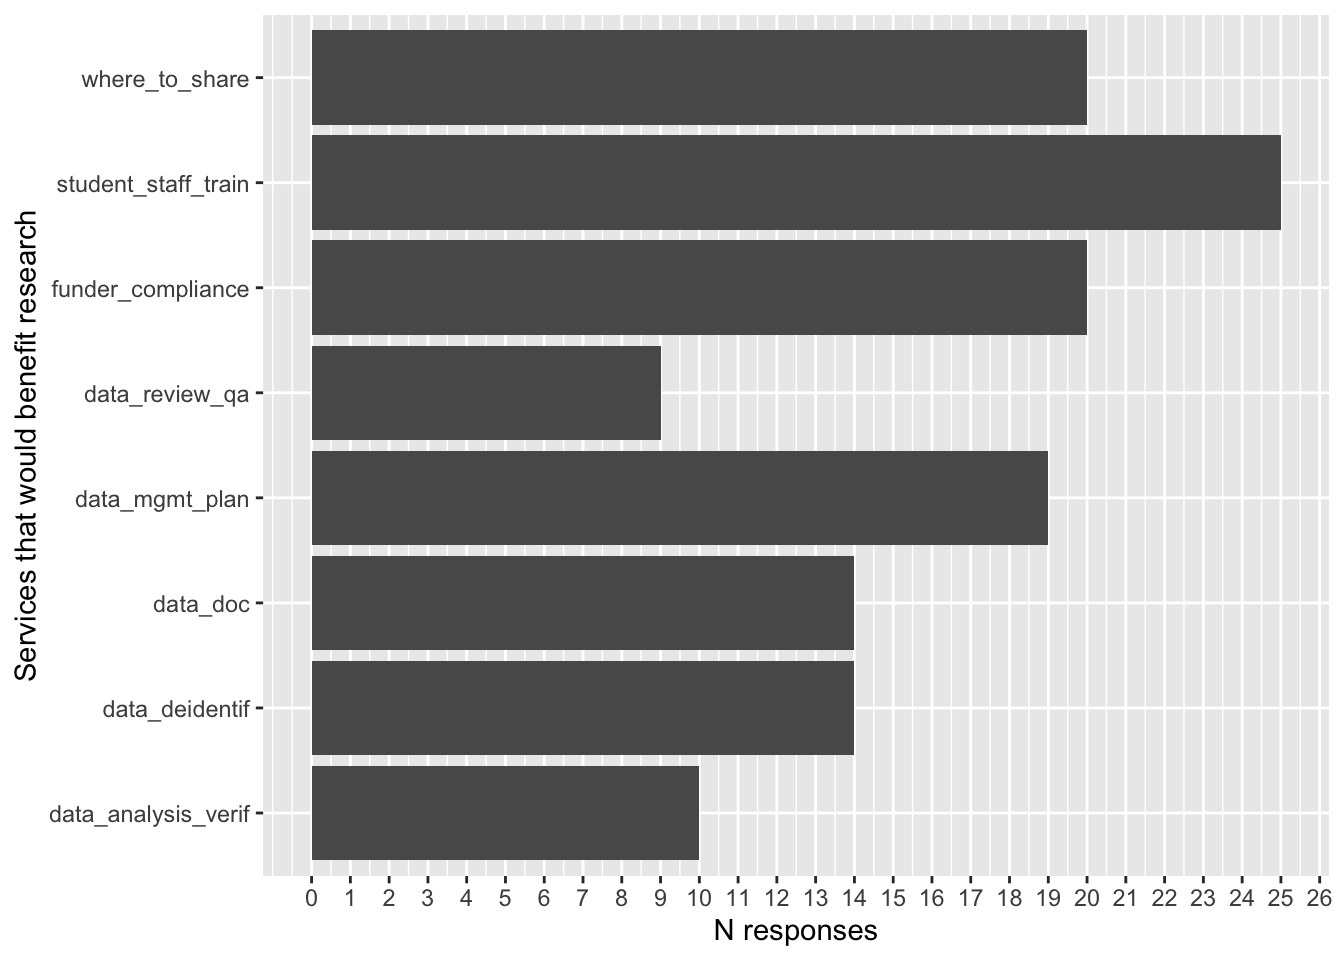 where_to_share
student_staff_train
funder_compliance
data_review_qa
data_mgmt_plan
data_doc
data_deidentif
data_analysis_verif
Services that would benefit research
0 1 2 3 4 5 6 7 8 9 10 11 12 13 14 15 16 17 18 19 20 21 22 23 24 25 26
N responses